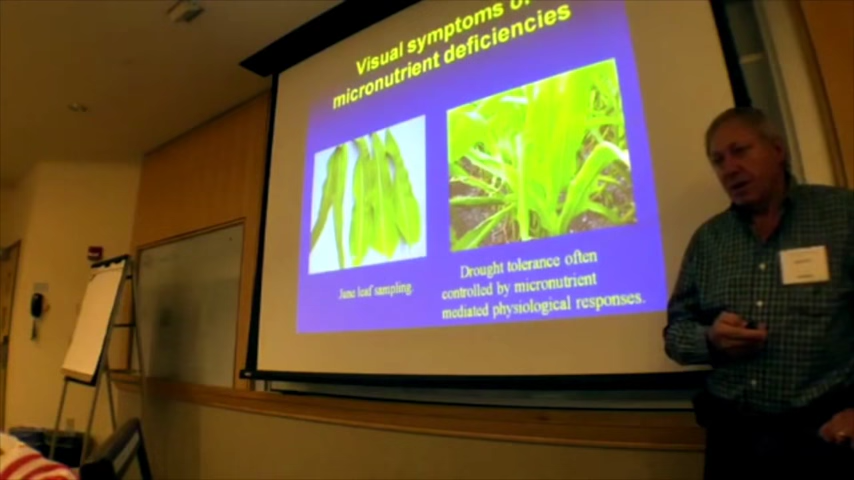 Visual symptoms of
micronutrient deficiencies
June leaf sampling.
Drought tolerance often
controlled by micronutrient
mediated physiological responses.